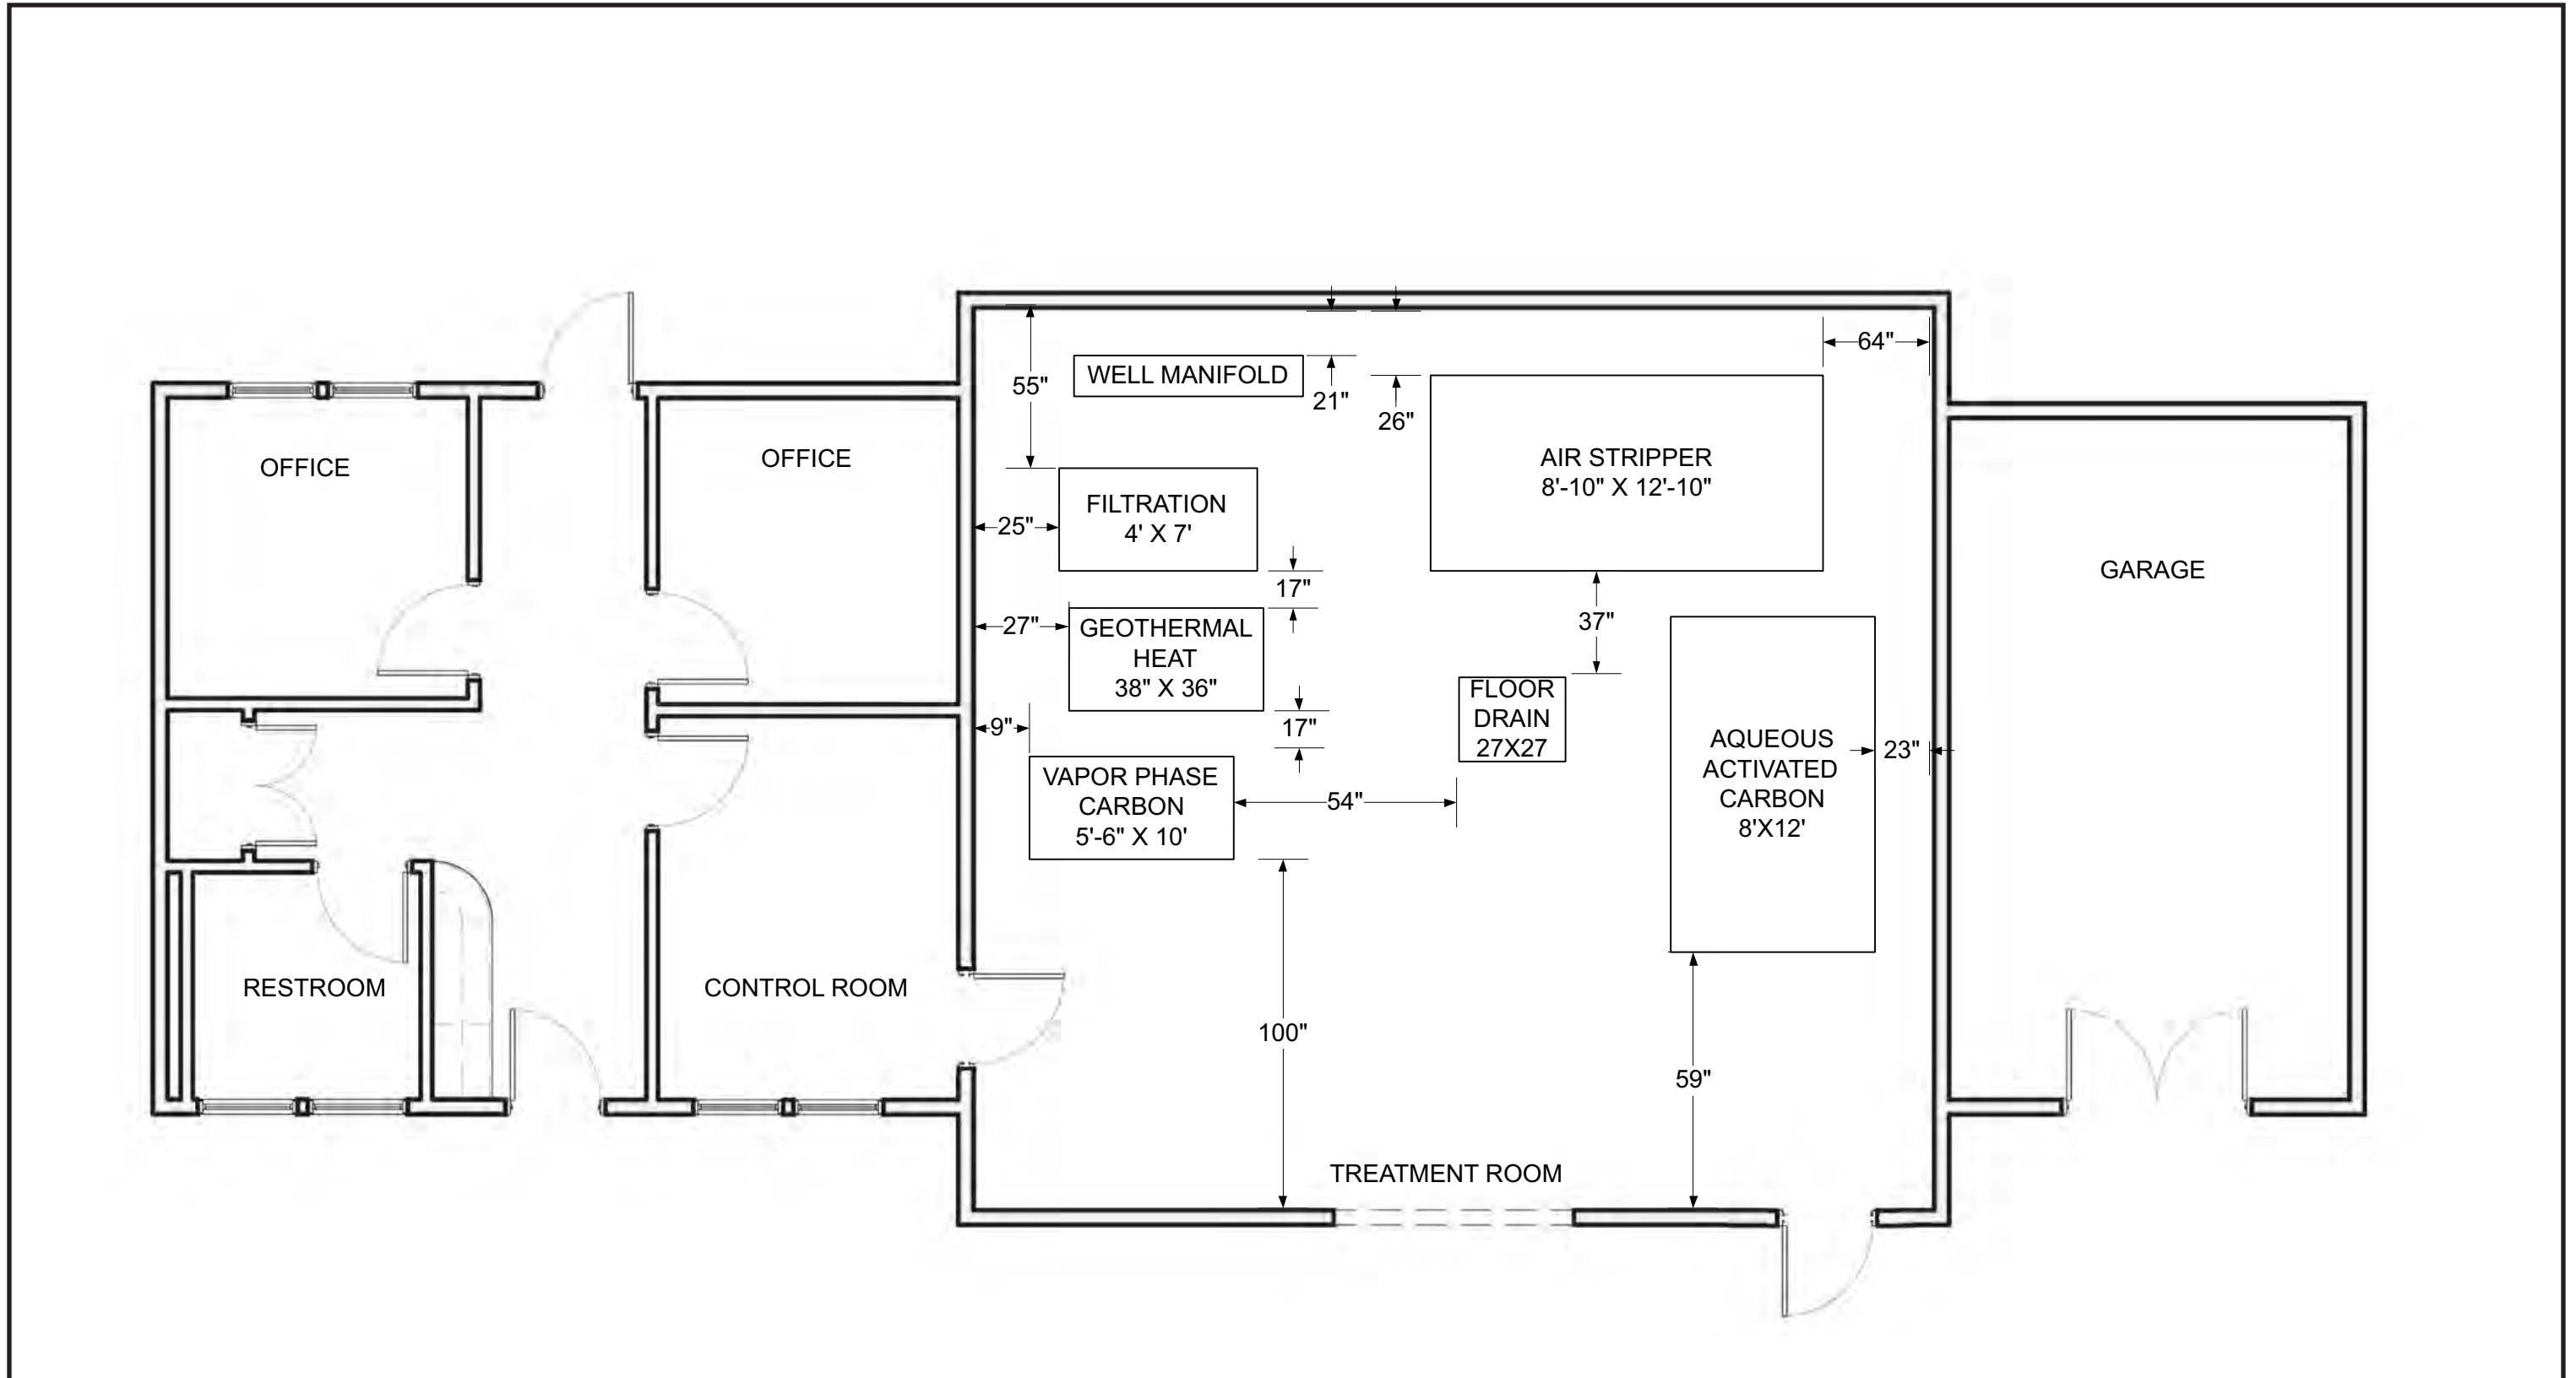 64"
WELL MANIFOLD
55"
21"
26"
OFFICE
OFFICE
AIR STRIPPER
8'-10" X 12'-10"
FILTRATION
4' X 7'
25"
GARAGE
17"
37"
27"
GEOTHERMAL
HEAT
38" X 36"
FLOOR
DRAIN
27X27
9"
17"
AQUEOUS
ACTIVATED
CARBON
8'X12'
23"
VAPOR PHASE
CARBON
5'-6" X 10'
54"
RESTROOM
CONTROL ROOM
100"
59"
TREATMENT ROOM